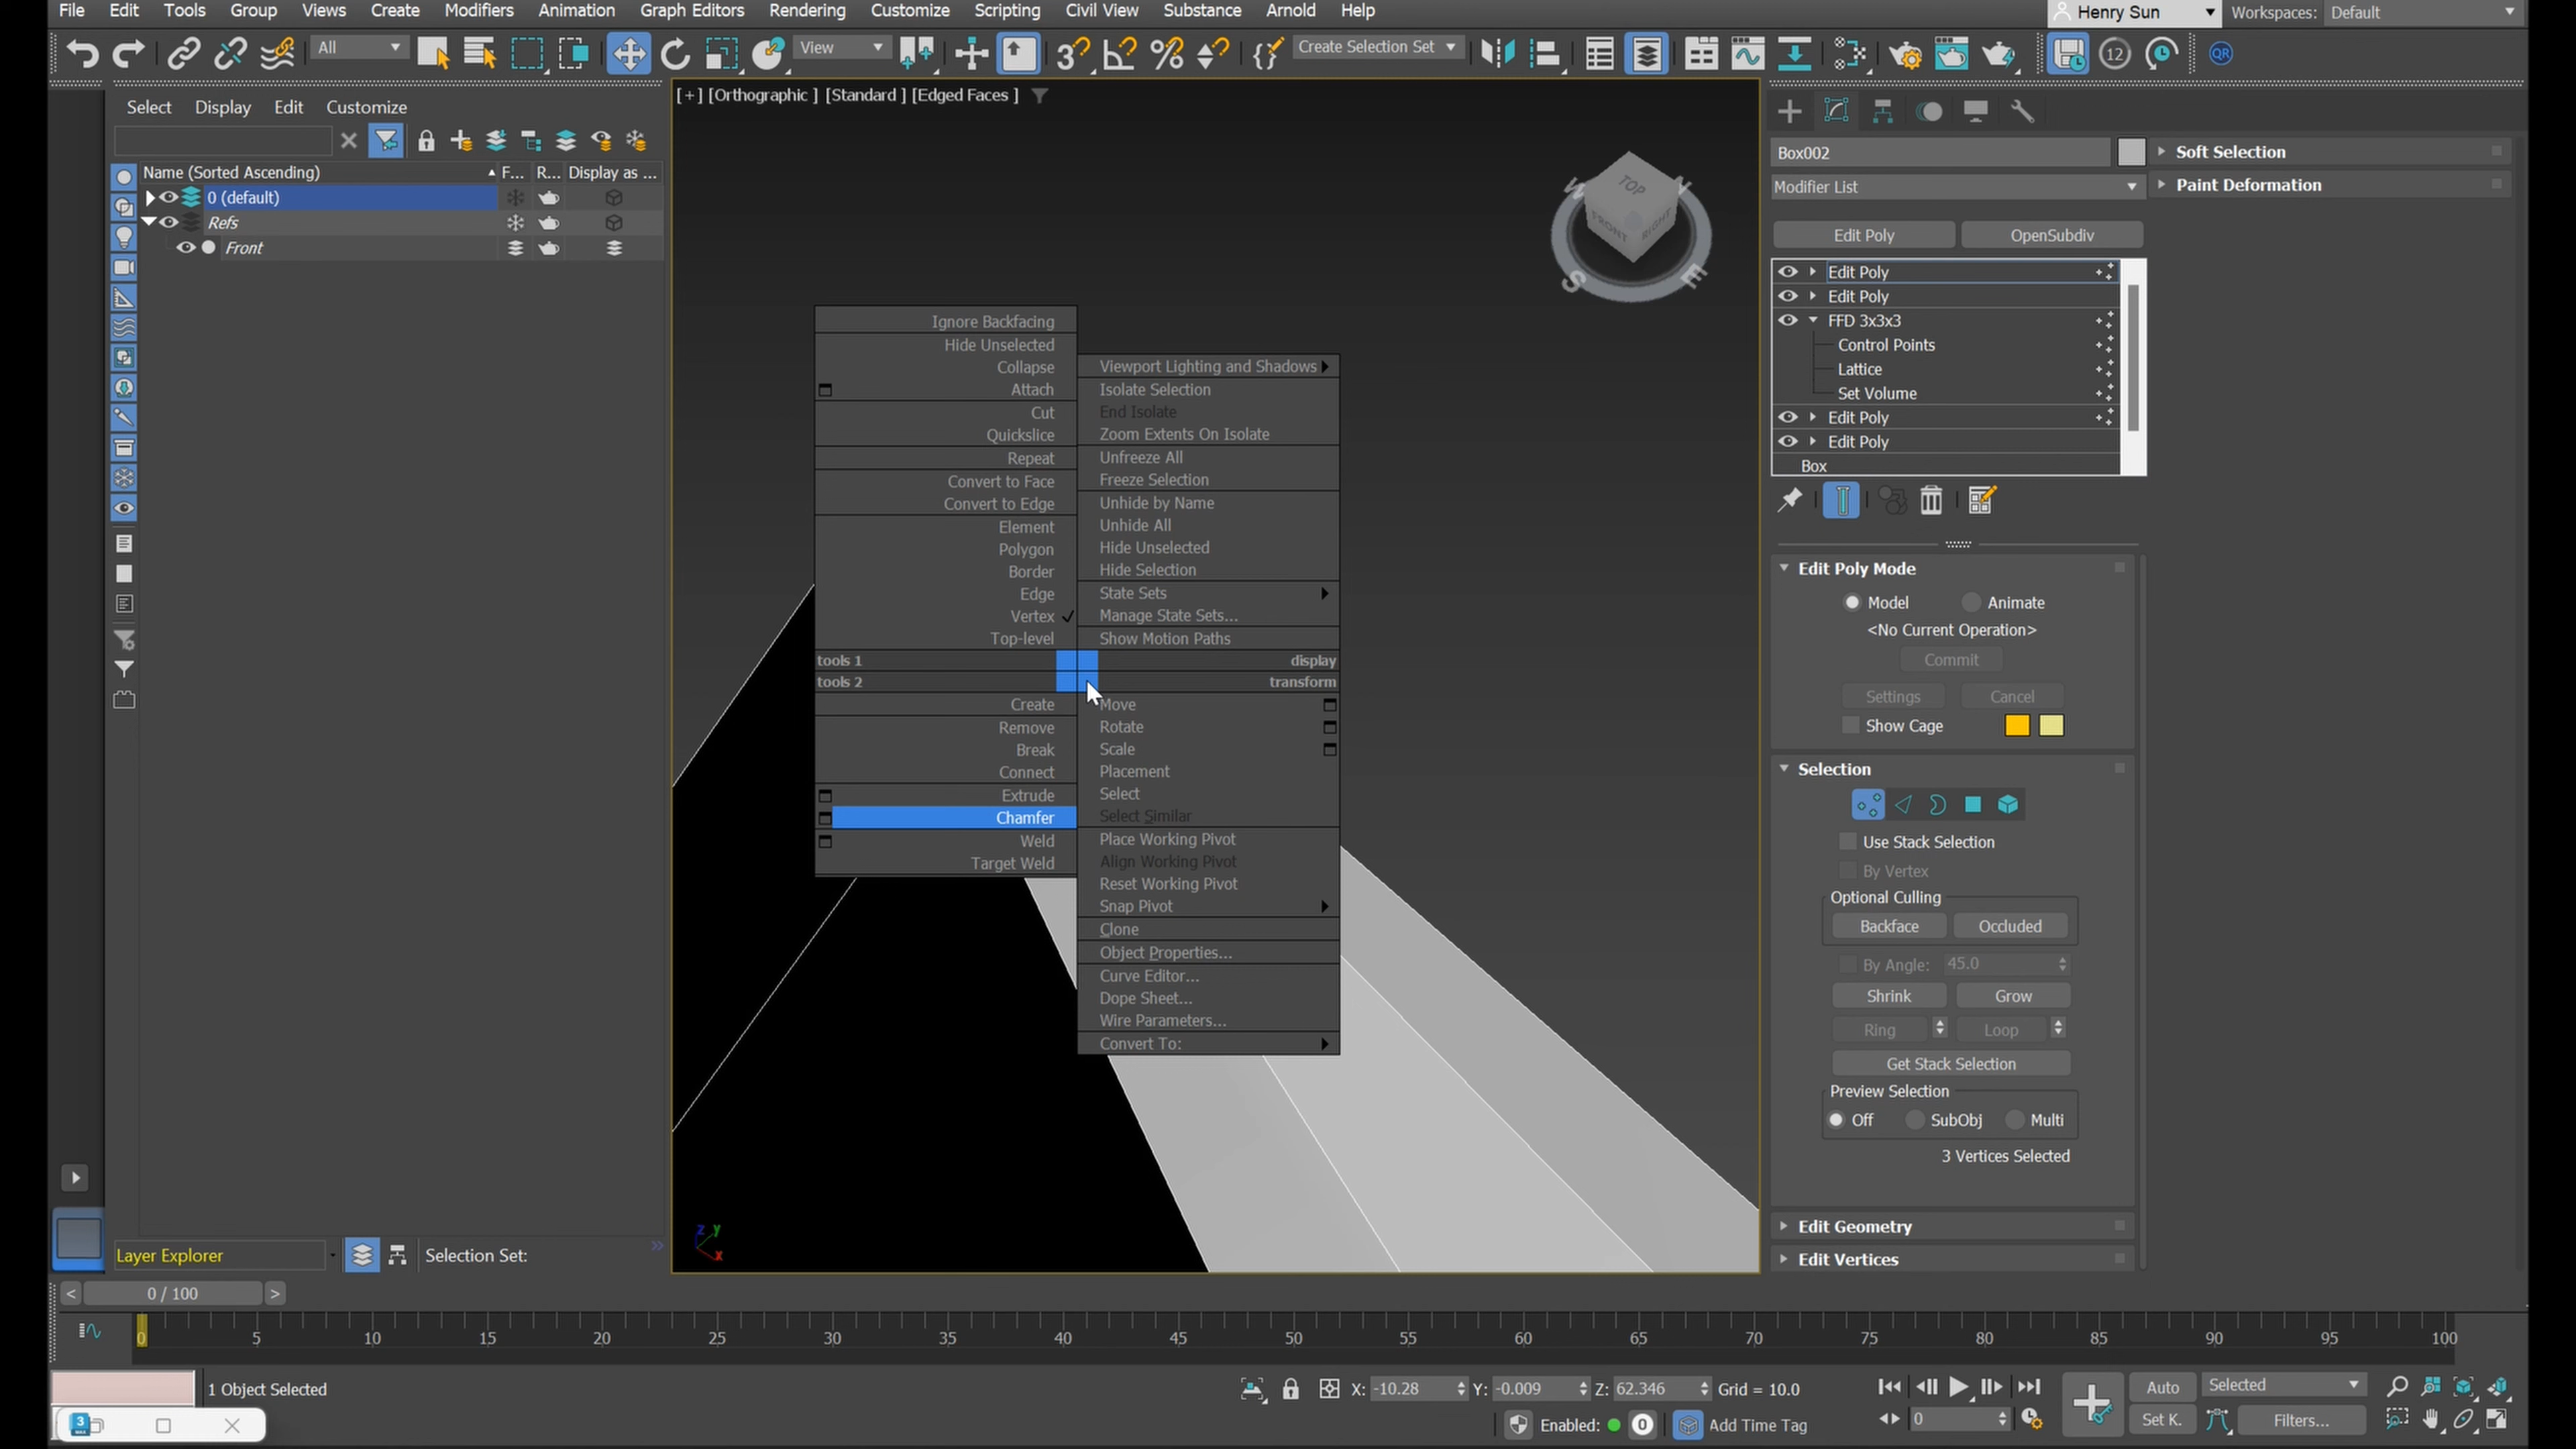 File Edit Tools Group Views Create Modifiers Animation Graph Editors Rendering Customize Scripting Civil View Substance Arnold Help Henry Sun Workspaces: Default
All View Create Selection Set 12 QR
Select Display Edit Customize
Name (Sorted Ascending) F... R... Display as ...
0 (default)
Refs
Front
[+] [Orthographic ] [Standard ] [Edged Faces ]
W N TOP FRONT RIGHT S E
Ignore Backfacing
Hide Unselected
Collapse
Attach
Cut
Quickslice
Repeat
Convert to Face
Convert to Edge
Element
Polygon
Border
Edge
Vertex
Top-level
tools 1
tools 2
Create
Remove
Break
Connect
Extrude
Chamfer
Weld
Target Weld
Viewport Lighting and Shadows
Isolate Selection
End Isolate
Zoom Extents On Isolate
Unfreeze All
Freeze Selection
Unhide by Name
Unhide All
Hide Unselected
Hide Selection
State Sets
Manage State Sets...
Show Motion Paths
display
transform
Move
Rotate
Scale
Placement
Select
Select Similar
Place Working Pivot
Align Working Pivot
Reset Working Pivot
Snap Pivot
Clone
Object Properties...
Curve Editor...
Dope Sheet...
Wire Parameters...
Convert To:
z y x
Box002
Modifier List
Edit Poly OpenSubdiv
Edit Poly
Edit Poly
FFD 3x3x3
Control Points
Lattice
Set Volume
Edit Poly
Edit Poly
Box
Edit Poly Mode
Model Animate
<No Current Operation>
Commit
Settings Cancel
Show Cage
Selection
Use Stack Selection
By Vertex
Optional Culling
Backface Occluded
By Angle: 45.0
Shrink Grow
Ring Loop
Get Stack Selection
Preview Selection
Off SubObj Multi
3 Vertices Selected
Edit Geometry
Edit Vertices
Soft Selection
Paint Deformation
Layer Explorer Selection Set:
< 0 / 100 >
0 5 10 15 20 25 30 35 40 45 50 55 60 65 70 75 80 85 90 95 100
1 Object Selected X: -10.28 Y: -0.009 Z: 62.346 Grid = 10.0 Auto Selected
Enabled: 0 Add Time Tag 0 Set K. Filters...